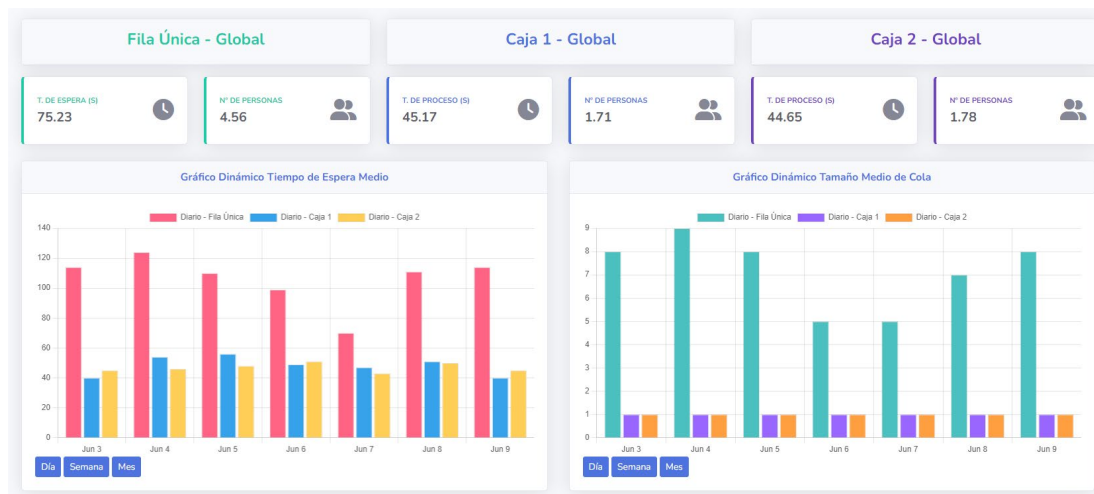 Fila Única - Global
Caja 1 - Global
Caja 2 - Global
T. DE ESPERA (S)
75.23
Nº DE PERSONAS
4.56
T. DE PROCESO (S)
45.17
Nº DE PERSONAS
1.71
T. DE PROCESO (S)
44.65
Nº DE PERSONAS
1.78
Gráfico Dinámico Tiempo de Espera Medio
Diario - Fila Única Diario - Caja 1 Diario - Caja 2
140
120
100
80
60
40
20
0
Jun 3 Jun 4 Jun 5 Jun 6 Jun 7 Jun 8 Jun 9
Día Semana Mes
Gráfico Dinámico Tamaño Medio de Cola
Diario - Fila Única Diario - Caja 1 Diario - Caja 2
9
8
7
6
5
4
3
2
1
0
Jun 3 Jun 4 Jun 5 Jun 6 Jun 7 Jun 8 Jun 9
Día Semana Mes